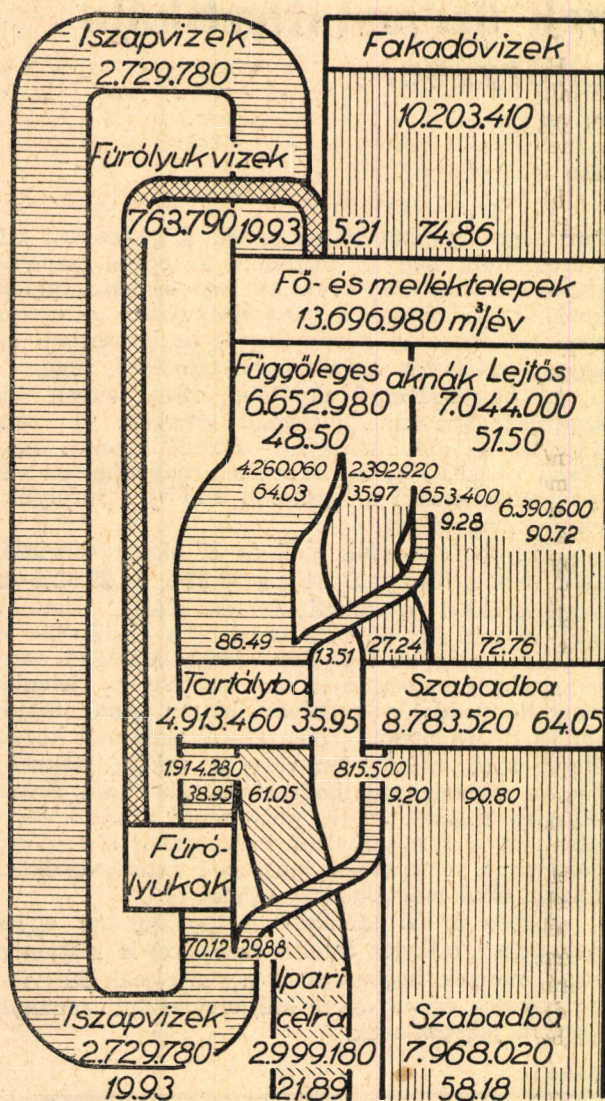 Iszapvizek
2.729.780
Fakadóvizek
10.203.410
Fúrólyukvizek
763.790 19.93 5.21 74.86
Fő- és melléktelepek
13.696.980 m³/év
Függőleges aknák Lejtős
6.652.980 7.044.000
48.50 51.50
4.260.060 2.392.920
64.03 35.97 653.400 6.390.600
9.28 90.72
86.49 13.51 27.24 72.76
Tartályba Szabadba
4.913.460 35.95 8.783.520 64.05
1.914.280 815.500
38.95 61.05 9.20 90.80
Fúró-
lyukak
70.12 29.88
Ipari
Iszapvizek célra Szabadba
2.729.780 2.999.180 7.968.020
19.93 21.89 58.18